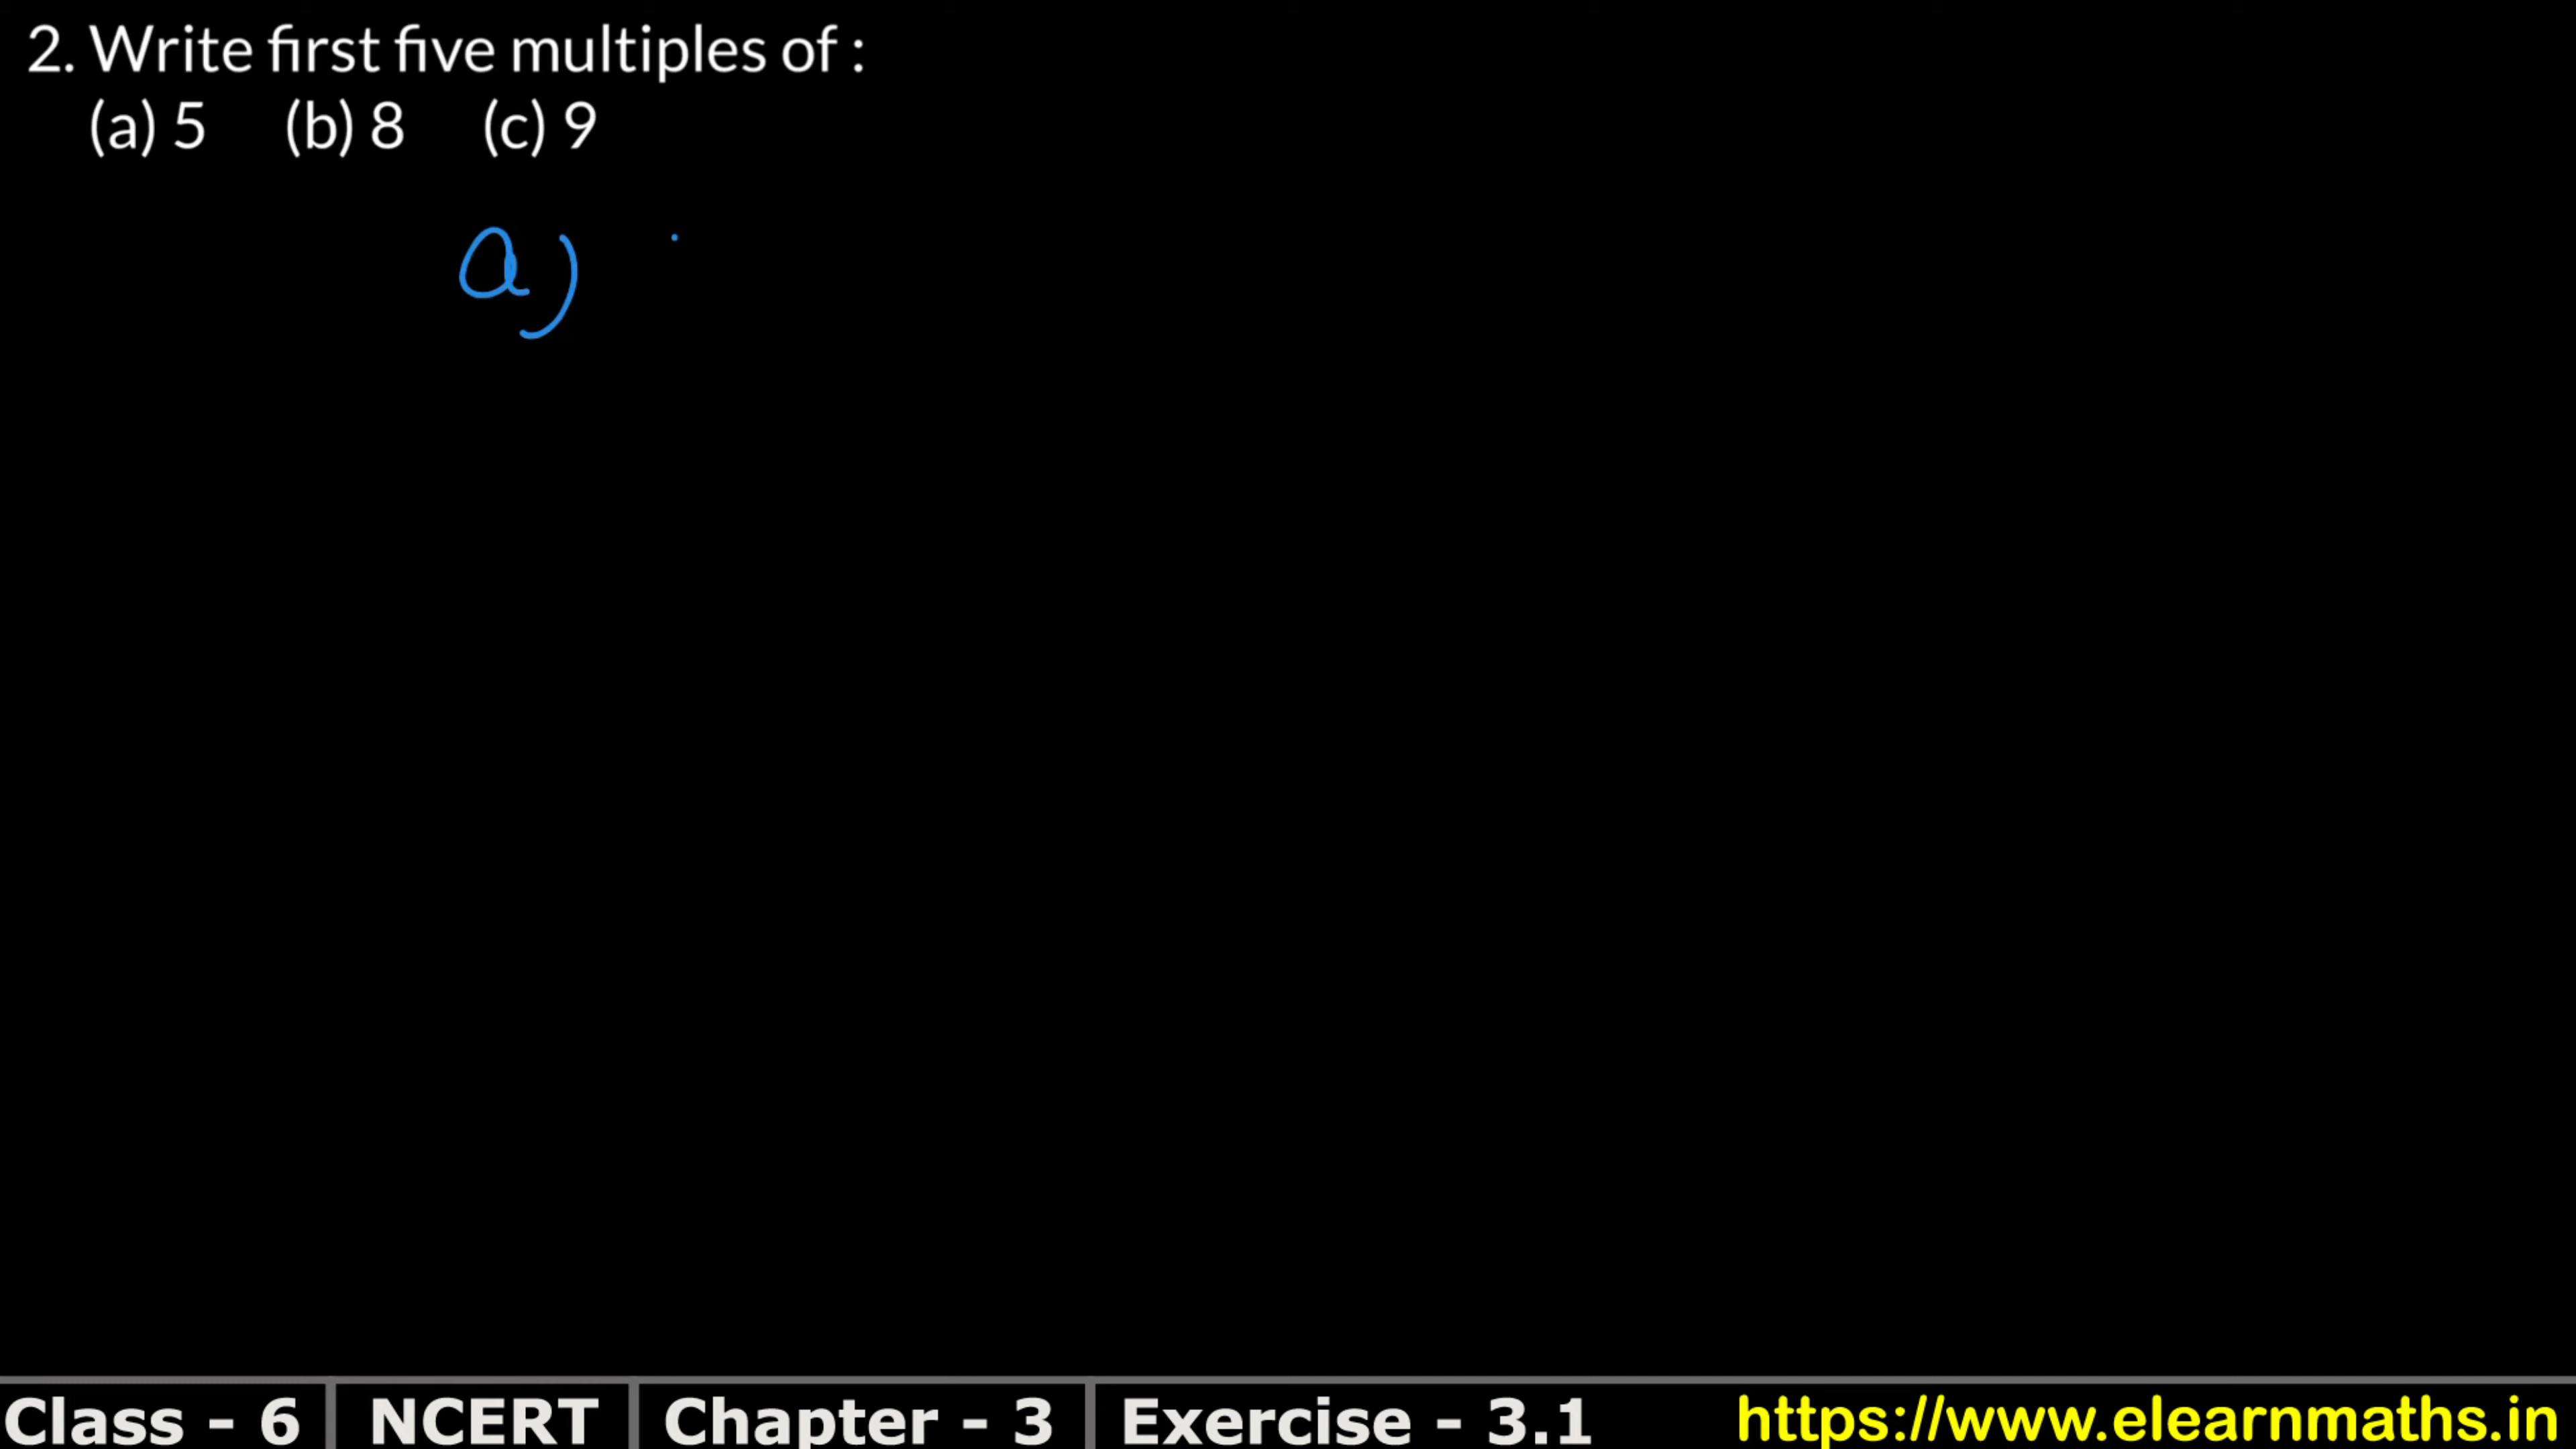 2. Write first five multiples of :
(a) 5 (b) 8 (c) 9
a)
Class - 6 NCERT Chapter - 3 Exercise - 3.1 https://www.elearnmaths.in